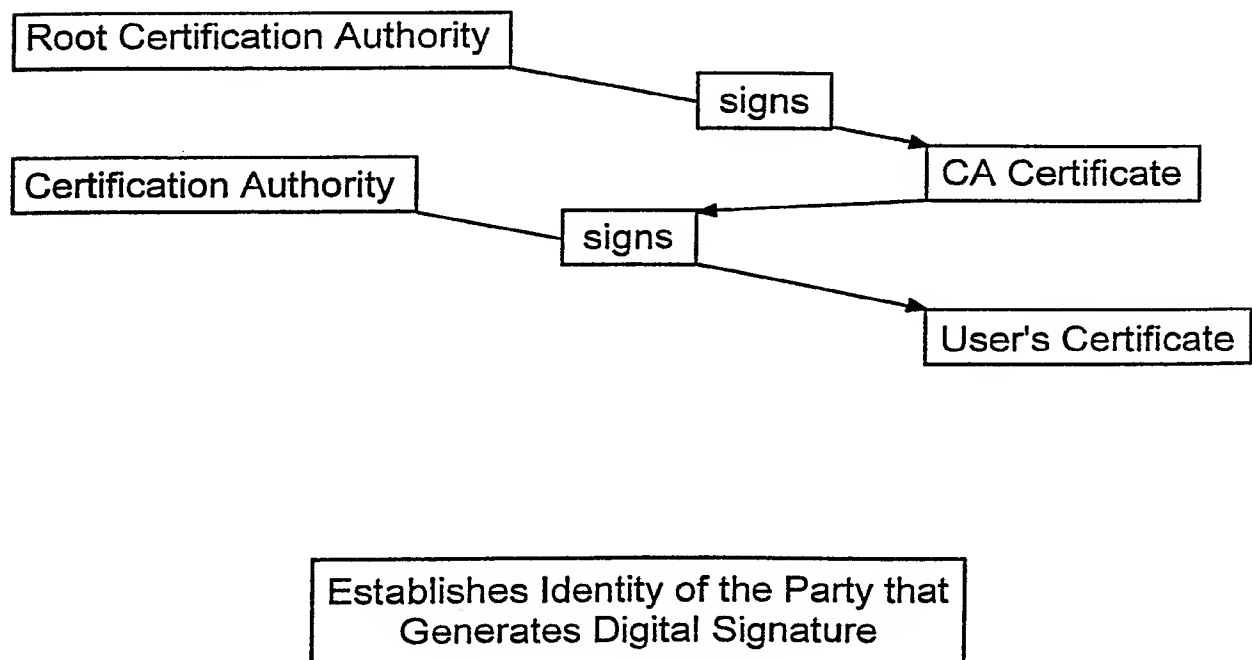 Root Certification Authority
signs
CA Certificate
Certification Authority
signs
User's Certificate
Establishes Identity of the Party that
Generates Digital Signature